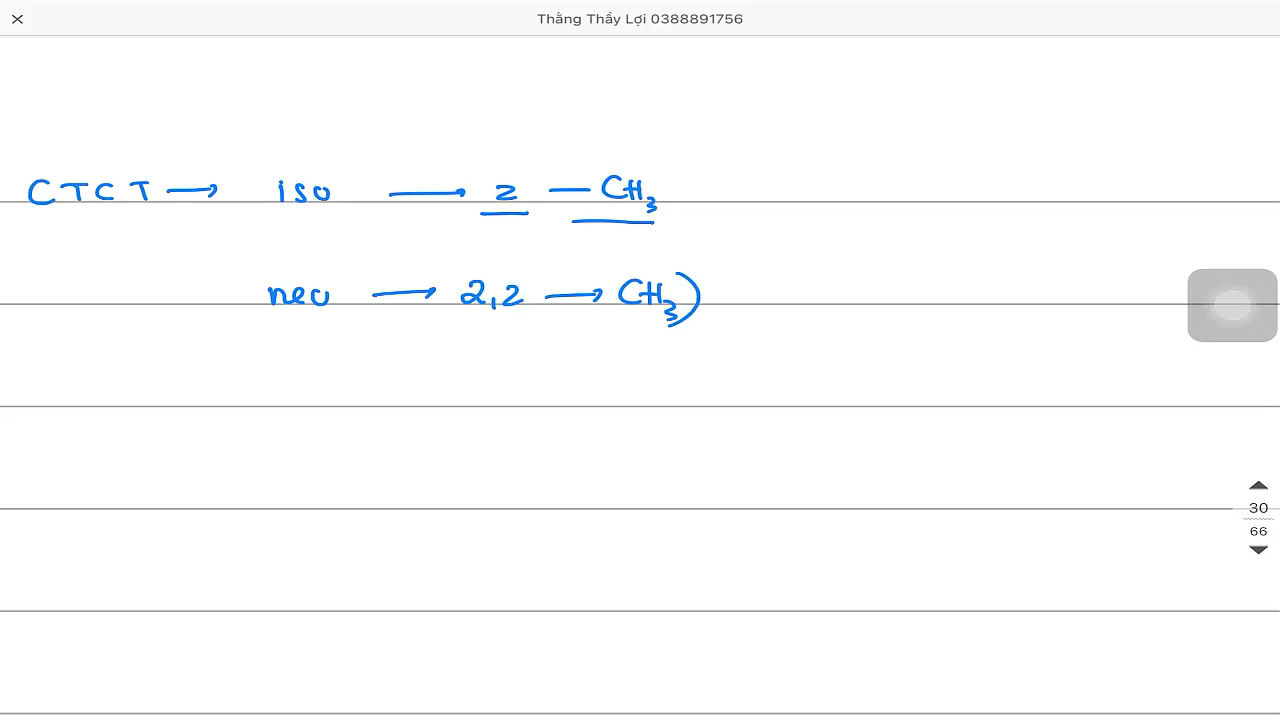 Thằng Thầy Lợi 0388891756
CTCT → iso → 2 — CH₃
neo → 2,2 → CH₃)
30
66